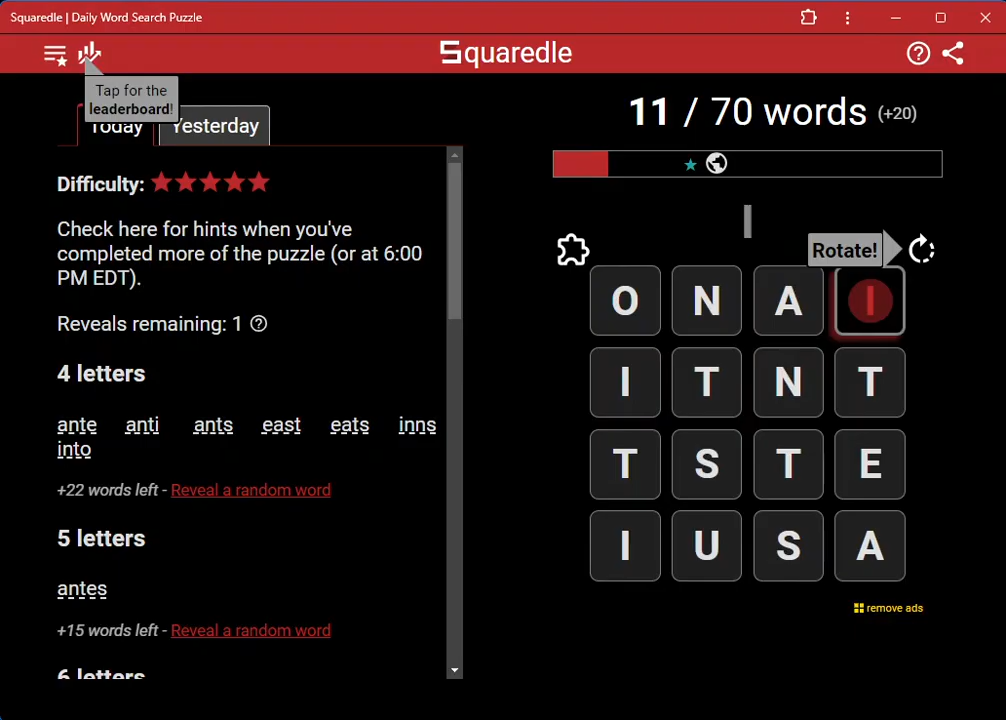 Squaredle | Daily Word Search Puzzle
Squaredle
Tap for the
leaderboard!
Today
Yesterday
Difficulty:
Check here for hints when you've
completed more of the puzzle (or at 6:00
PM EDT).
Reveals remaining: 1
4 letters
ante anti ants east eats inns
into
+22 words left - Reveal a random word
5 letters
antes
+15 words left - Reveal a random word
6 letters
11 / 70 words (+20)
I
Rotate!
O N A I
I T N T
T S T E
I U S A
remove ads